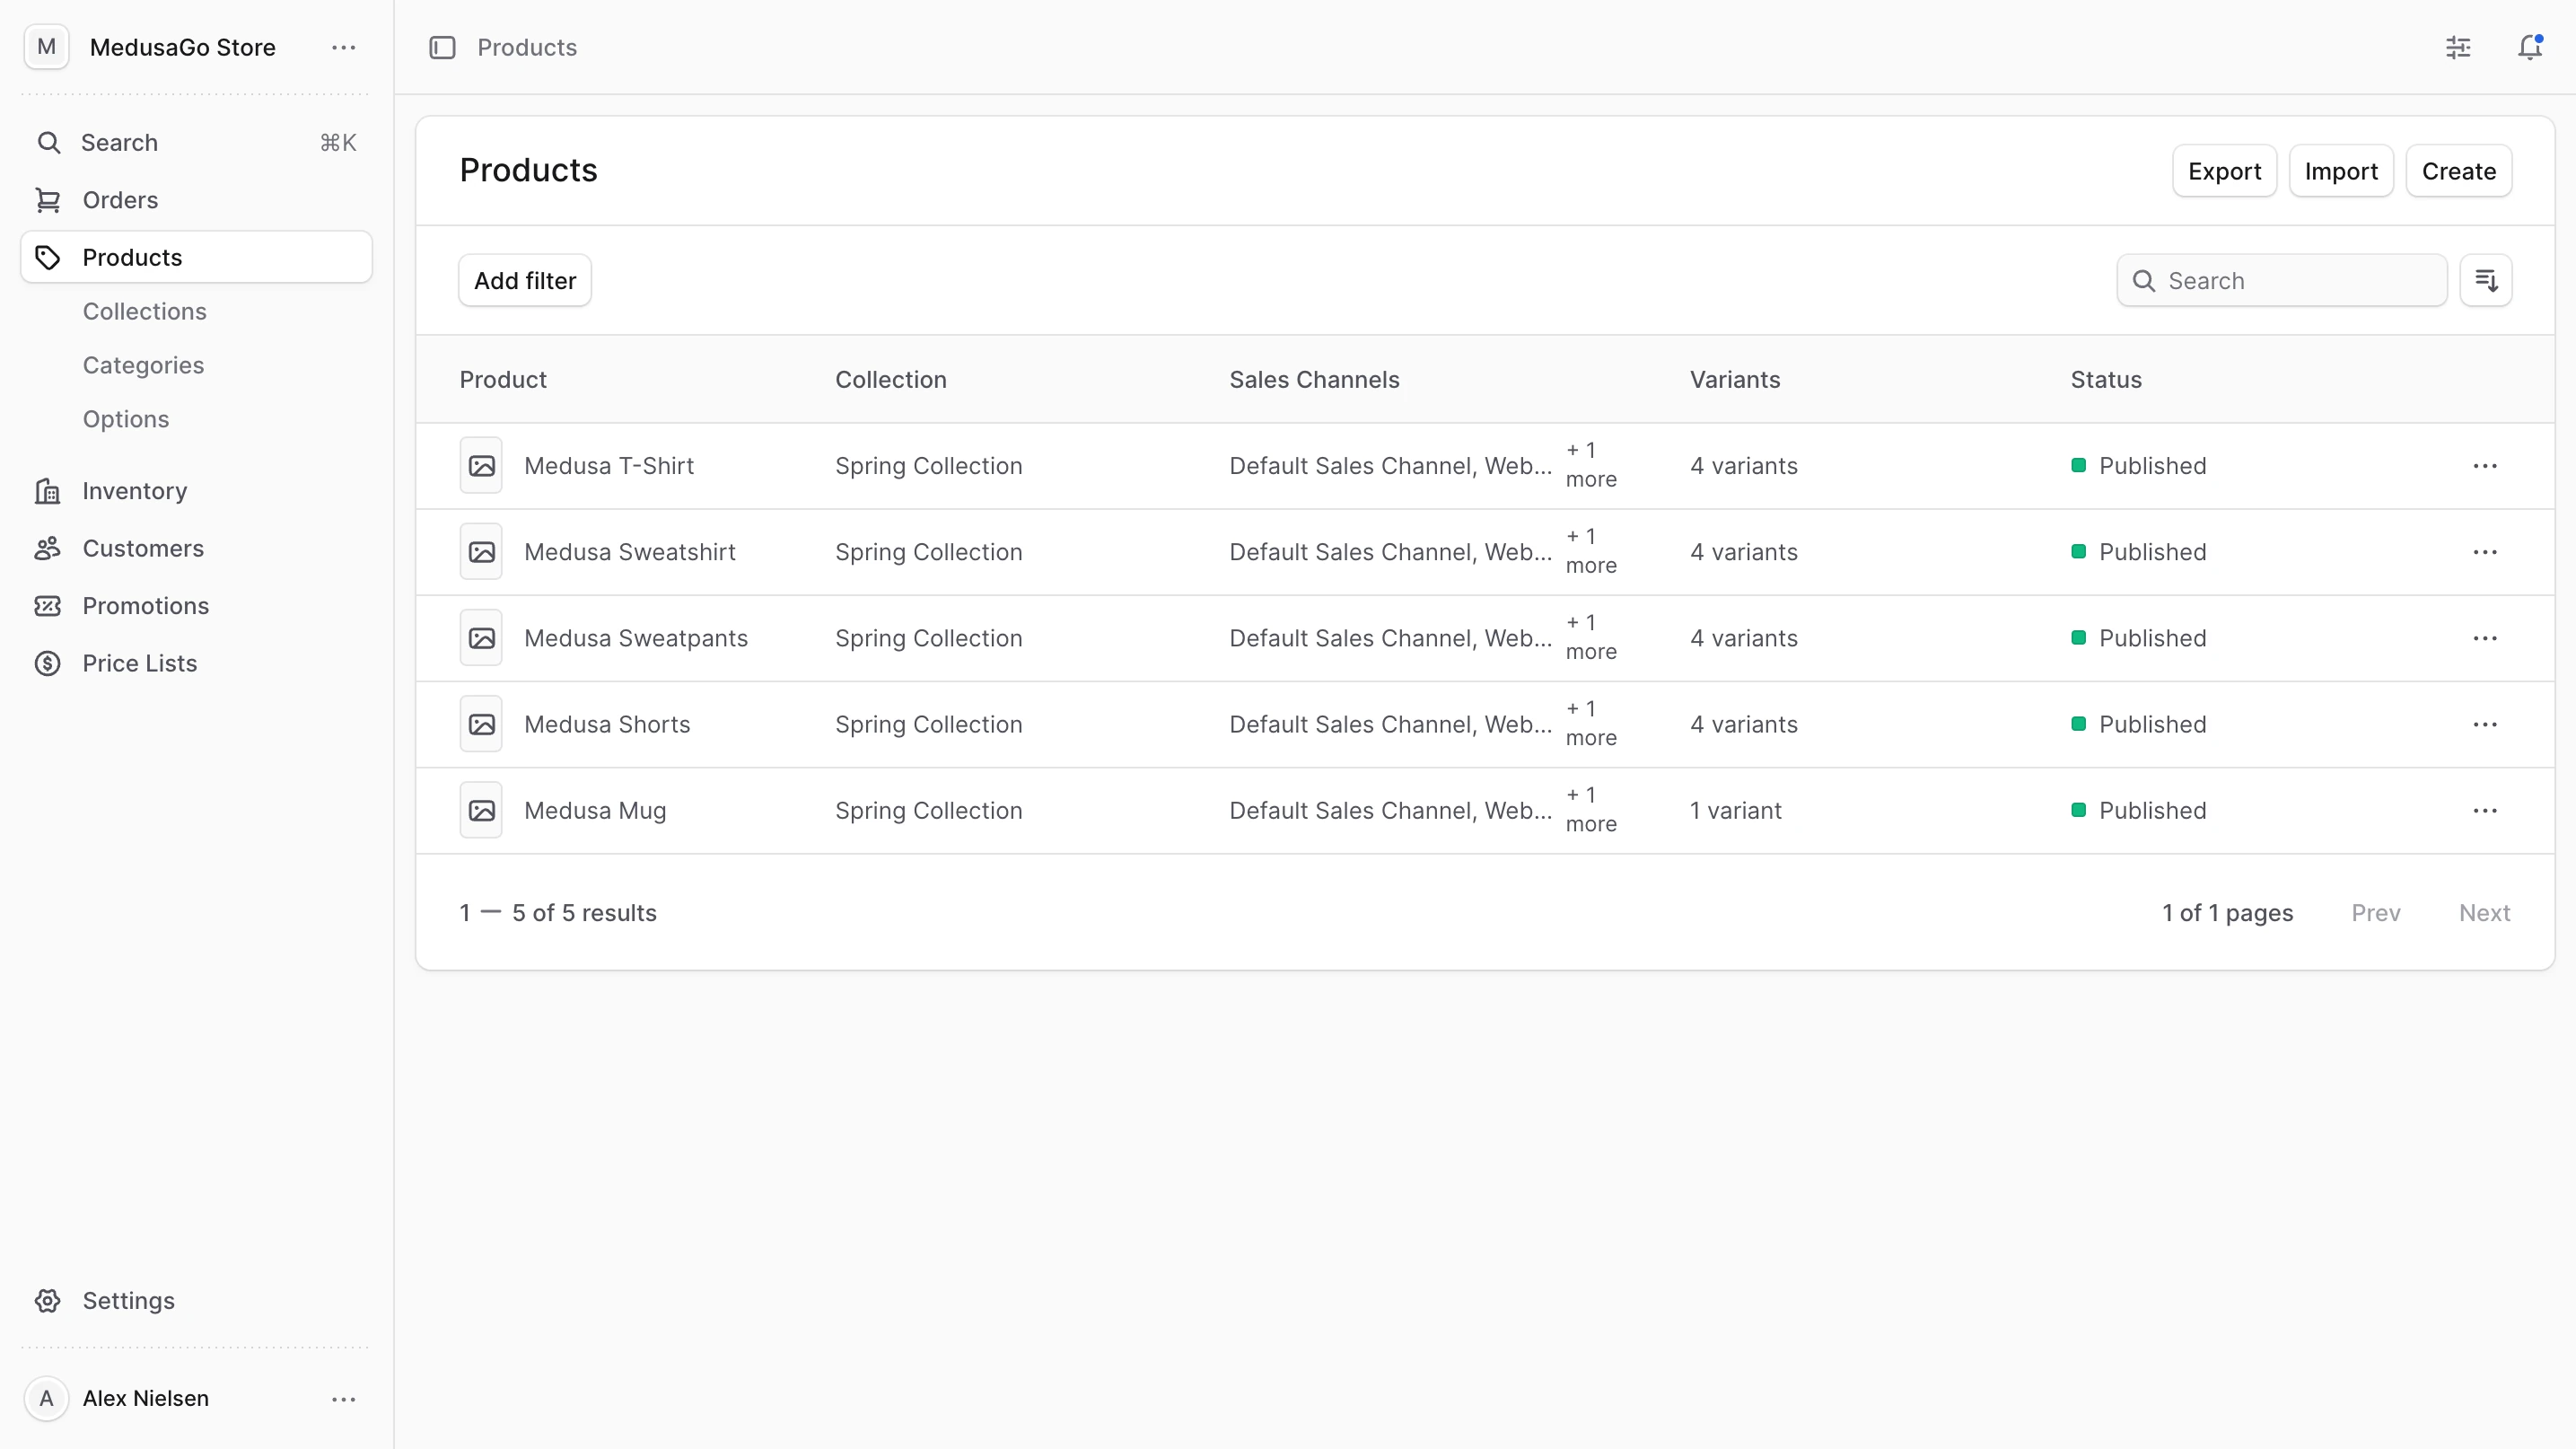 M MedusaGo Store
Products
Search ⌘K
Orders
Products
Collections
Categories
Options
Inventory
Customers
Promotions
Price Lists
Settings
A Alex Nielsen
Products
Export Import Create
Add filter
Search
Product Collection Sales Channels Variants Status
Medusa T-Shirt Spring Collection Default Sales Channel, Web... + 1 more 4 variants Published
Medusa Sweatshirt Spring Collection Default Sales Channel, Web... + 1 more 4 variants Published
Medusa Sweatpants Spring Collection Default Sales Channel, Web... + 1 more 4 variants Published
Medusa Shorts Spring Collection Default Sales Channel, Web... + 1 more 4 variants Published
Medusa Mug Spring Collection Default Sales Channel, Web... + 1 more 1 variant Published
1 — 5 of 5 results
1 of 1 pages Prev Next